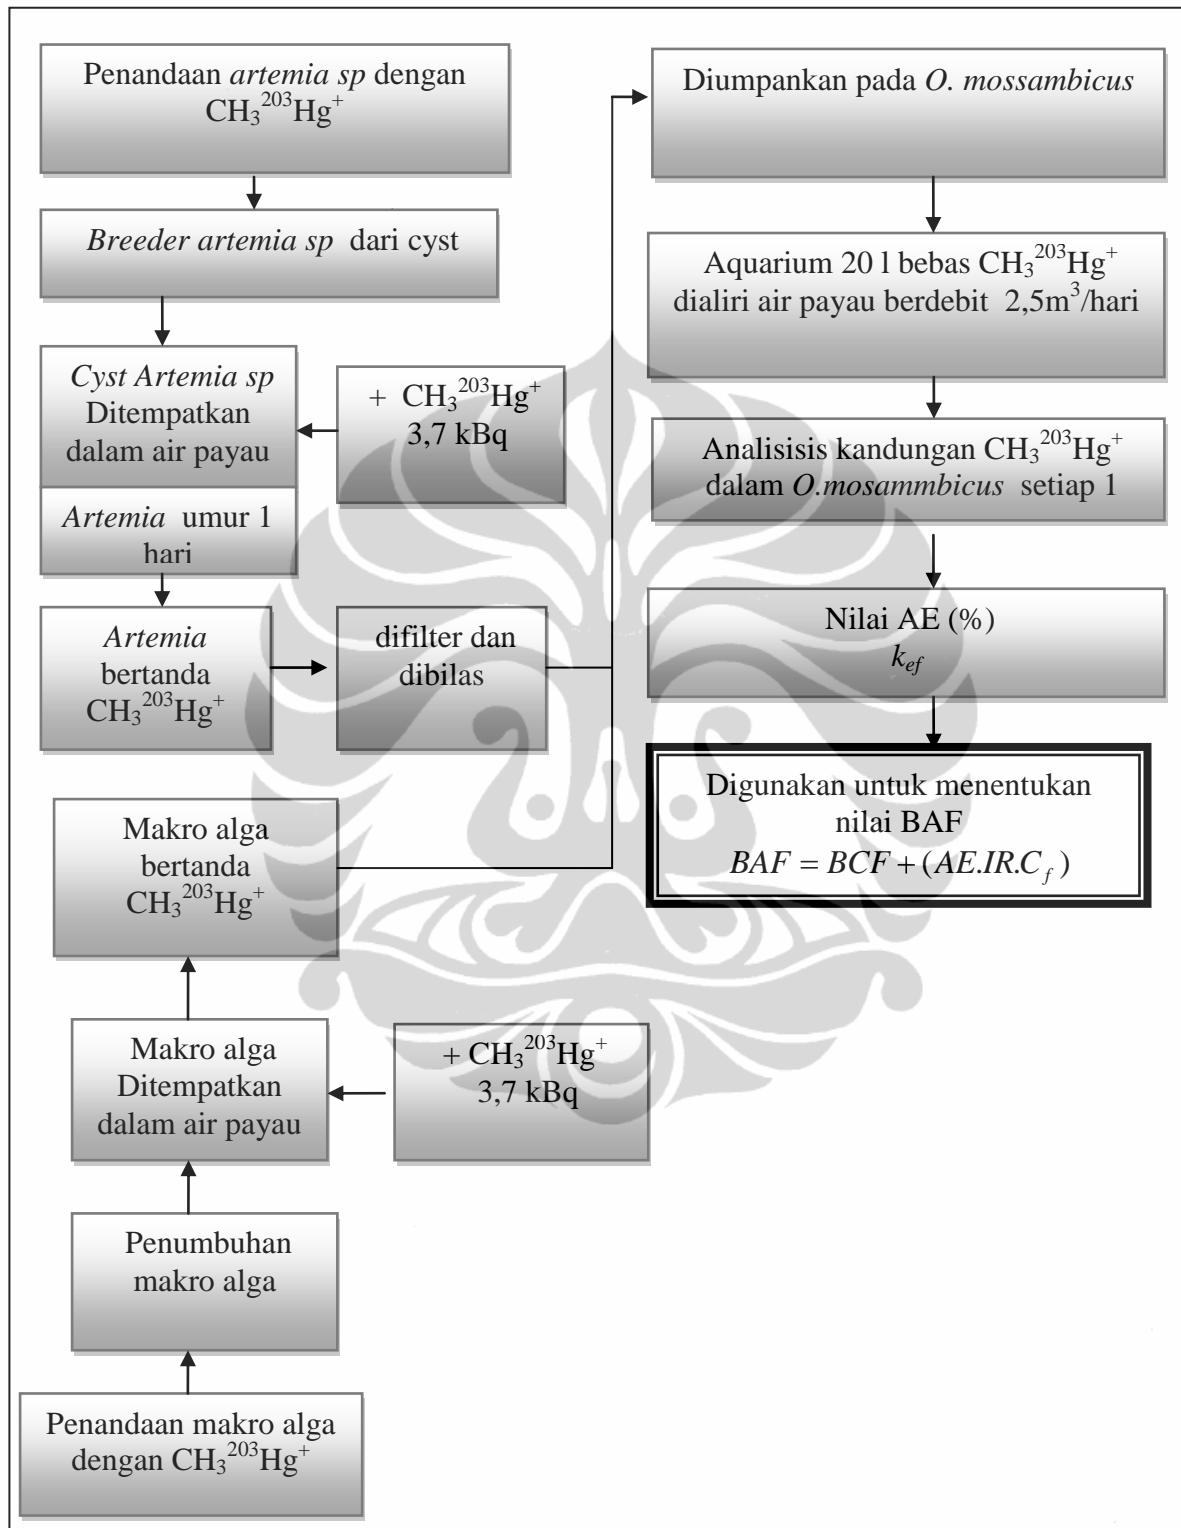 Penandaan artemia sp dengan
CH₃²⁰³Hg⁺
Breeder artemia sp dari cyst
Cyst Artemia sp
Ditempatkan
dalam air payau
+ CH₃²⁰³Hg⁺
3,7 kBq
Artemia umur 1
hari
Artemia
bertanda
CH₃²⁰³Hg⁺
difilter dan
dibilas
Makro alga
bertanda
CH₃²⁰³Hg⁺
Makro alga
Ditempatkan
dalam air payau
+ CH₃²⁰³Hg⁺
3,7 kBq
Penumbuhan
makro alga
Penandaan makro alga
dengan CH₃²⁰³Hg⁺
Diumpankan pada O. mossambicus
Aquarium 20 l bebas CH₃²⁰³Hg⁺
dialiri air payau berdebit 2,5m³/hari
Analisisis kandungan CH₃²⁰³Hg⁺
dalam O.mosammbicus setiap 1
Nilai AE (%)
k_ef
Digunakan untuk menentukan
nilai BAF
BAF = BCF + (AE.IR.C_f)